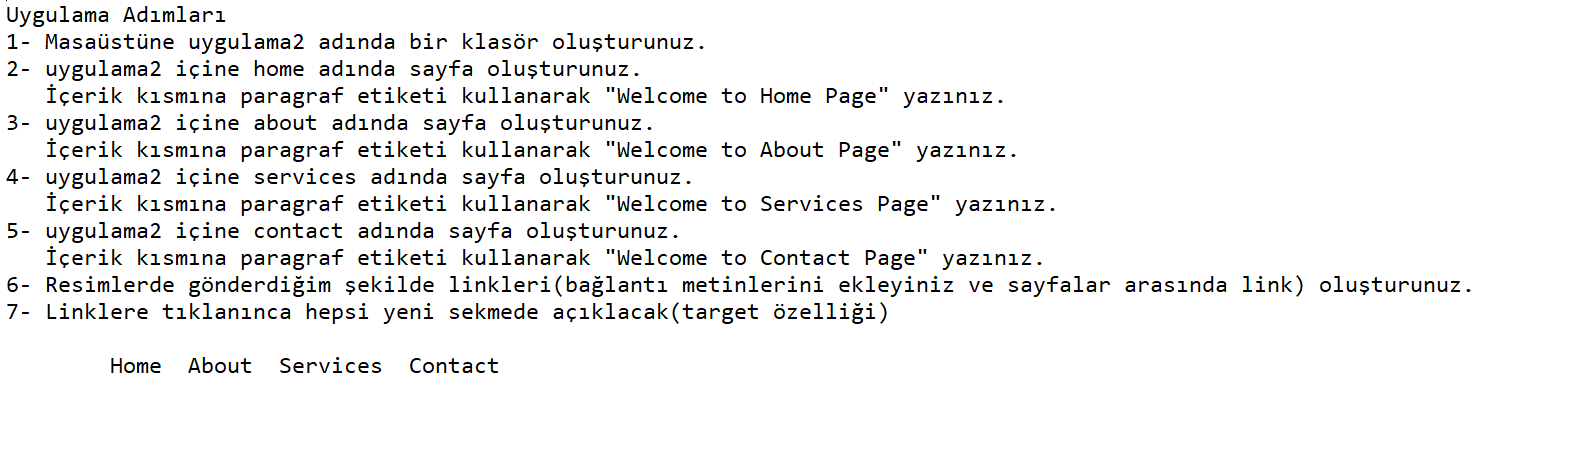 Uygulama Adımları
1- Masaüstüne uygulama2 adında bir klasör oluşturunuz.
2- uygulama2 içine home adında sayfa oluşturunuz.
İçerik kısmına paragraf etiketi kullanarak "Welcome to Home Page" yazınız.
3- uygulama2 içine about adında sayfa oluşturunuz.
İçerik kısmına paragraf etiketi kullanarak "Welcome to About Page" yazınız.
4- uygulama2 içine services adında sayfa oluşturunuz.
İçerik kısmına paragraf etiketi kullanarak "Welcome to Services Page" yazınız.
5- uygulama2 içine contact adında sayfa oluşturunuz.
İçerik kısmına paragraf etiketi kullanarak "Welcome to Contact Page" yazınız.
6- Resimlerde gönderdiğim şekilde linkleri(bağlantı metinlerini ekleyiniz ve sayfalar arasında link) oluşturunuz.
7- Linklere tıklanınca hepsi yeni sekmede açıklacak(target özelliği)
Home About Services Contact